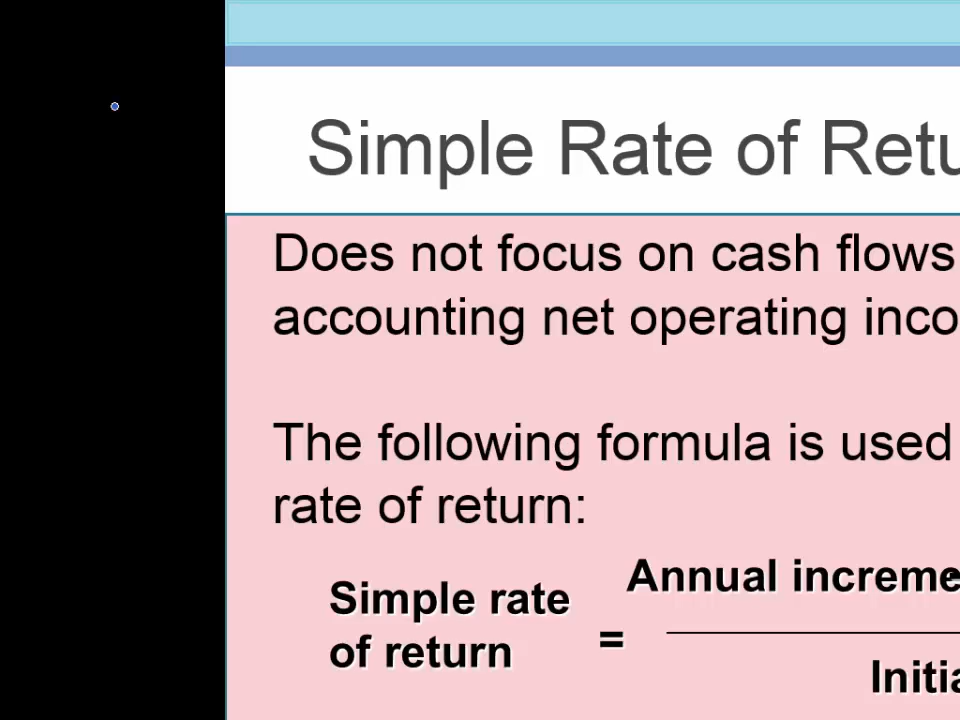 Simple Rate of Retu
Does not focus on cash flows
accounting net operating inco
The following formula is used
rate of return:
Simple rate
of return
=
Annual increme
Initia